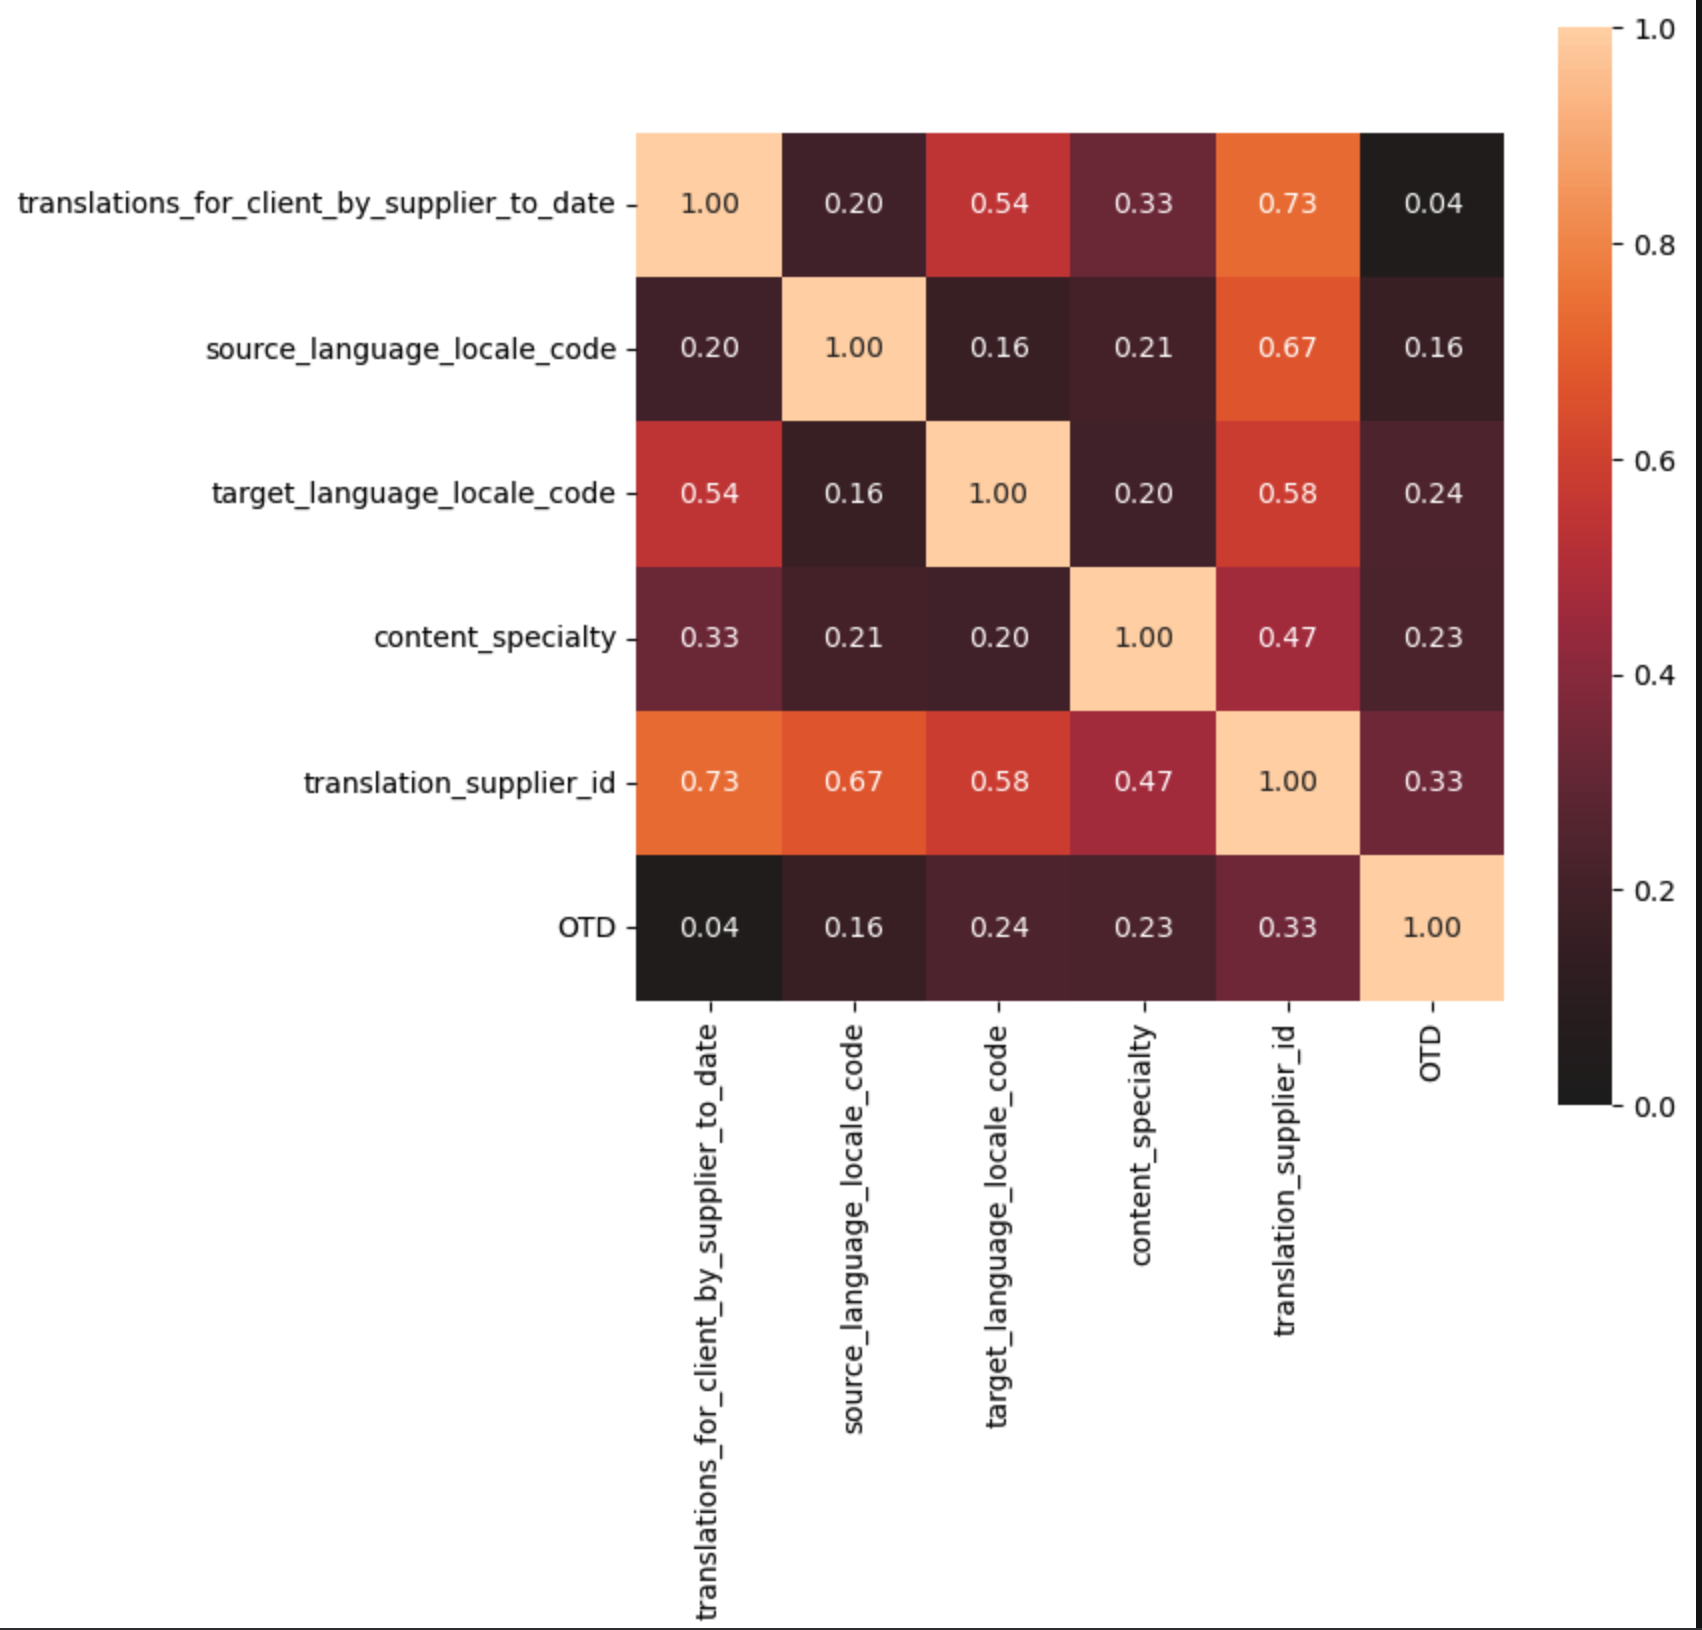 1.0
translations_for_client_by_supplier_to_date 1.00 0.20 0.54 0.33 0.73 0.04
0.8
source_language_locale_code 0.20 1.00 0.16 0.21 0.67 0.16
0.6
target_language_locale_code 0.54 0.16 1.00 0.20 0.58 0.24
content_specialty 0.33 0.21 0.20 1.00 0.47 0.23
0.4
translation_supplier_id 0.73 0.67 0.58 0.47 1.00 0.33
0.2
OTD 0.04 0.16 0.24 0.23 0.33 1.00
0.0
translations_for_client_by_supplier_to_date
source_language_locale_code
target_language_locale_code
content_specialty
translation_supplier_id
OTD